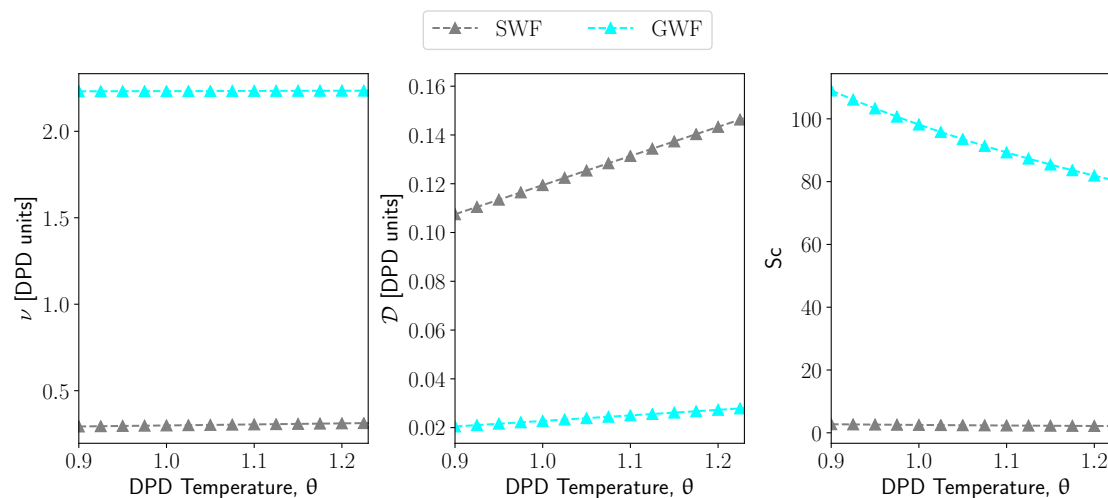 SWF GWF
ν [DPD units]
2.0
1.5
1.0
0.5
0.9 1.0 1.1 1.2
DPD Temperature, θ
𝒟 [DPD units]
0.16
0.14
0.12
0.10
0.08
0.06
0.04
0.02
0.9 1.0 1.1 1.2
DPD Temperature, θ
Sc
100
80
60
40
20
0
0.9 1.0 1.1 1.2
DPD Temperature, θ